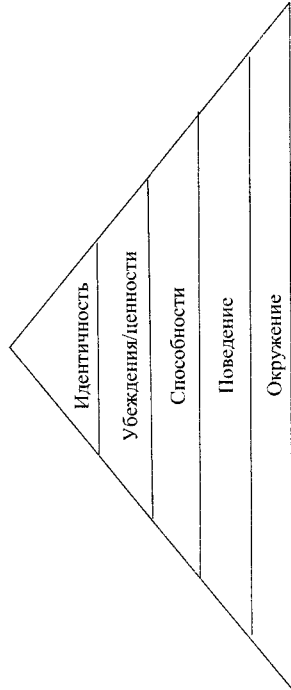 Идентичность
Убеждения/ценности
Способности
Поведение
Окружение